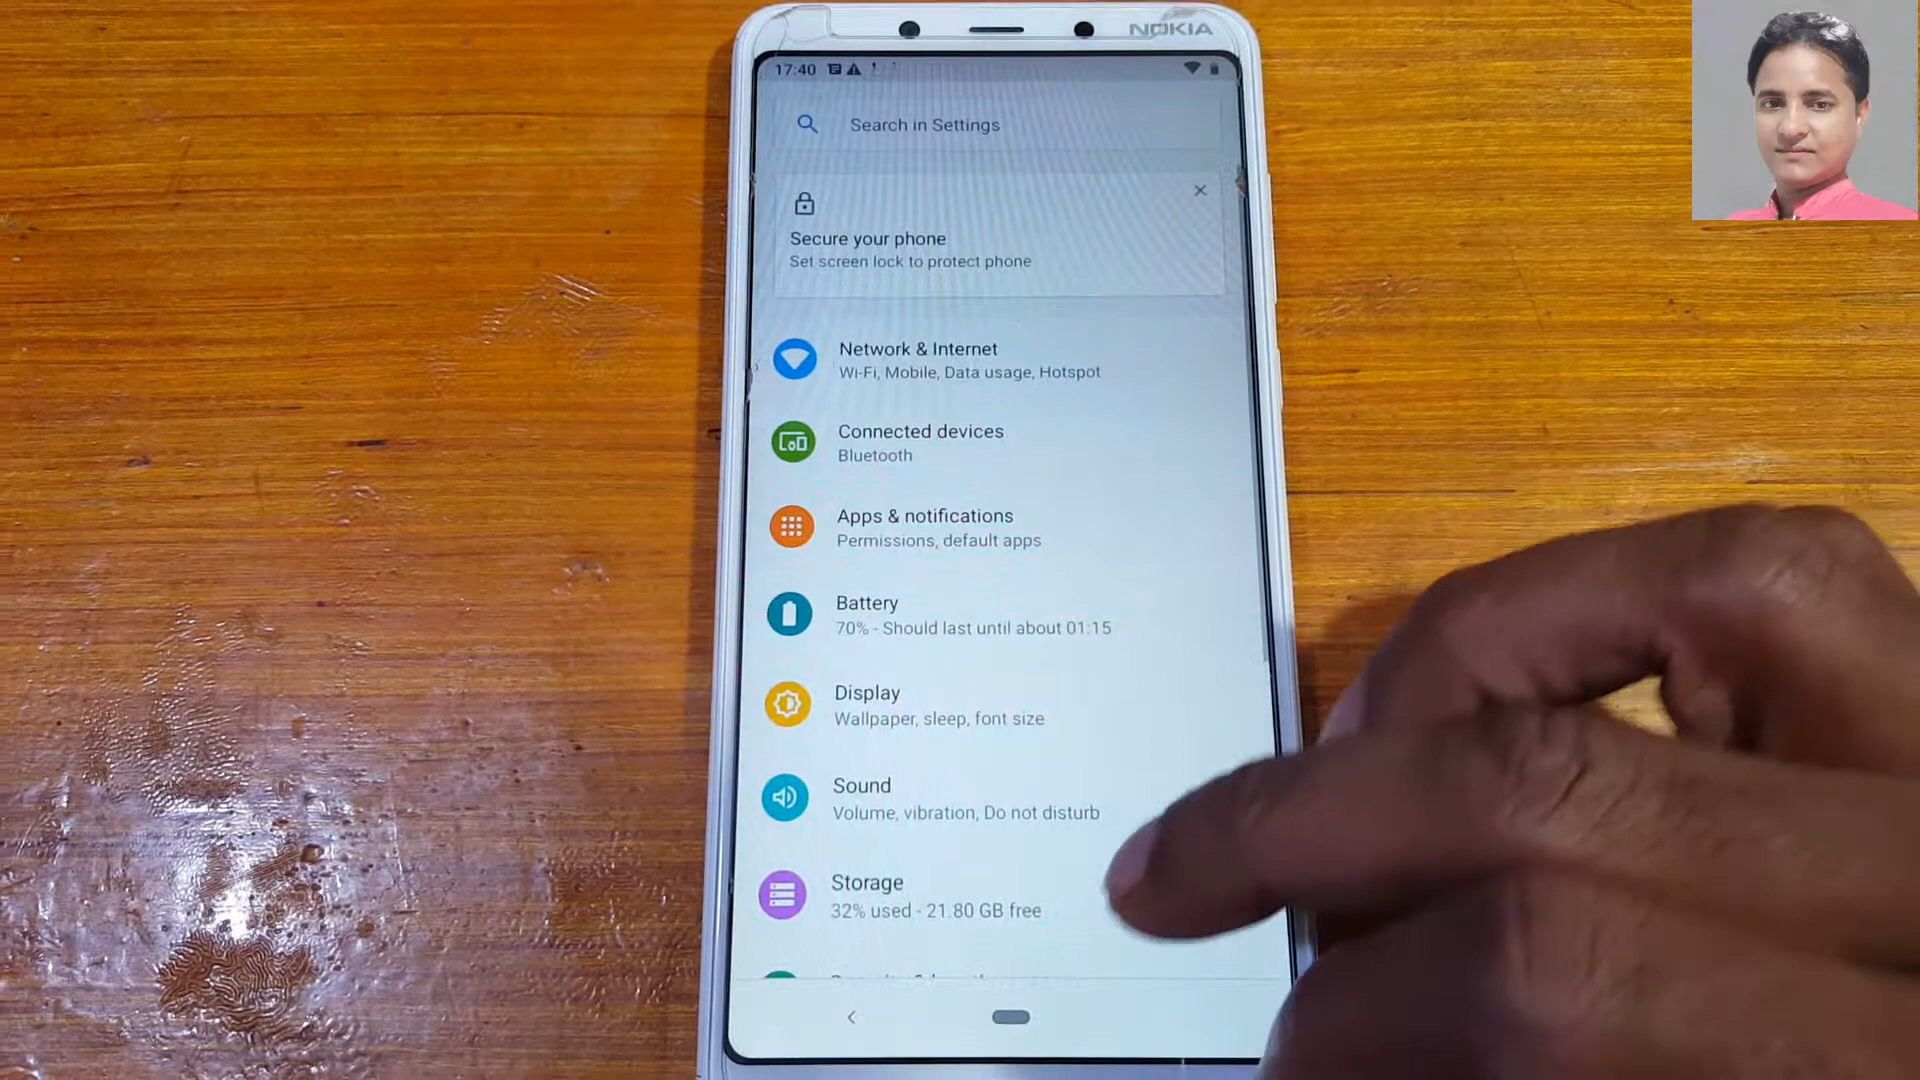 NOKIA
17:40
Search in Settings
Secure your phone
Set screen lock to protect phone
Network & Internet
Wi-Fi, Mobile, Data usage, Hotspot
Connected devices
Bluetooth
Apps & notifications
Permissions, default apps
Battery
70% - Should last until about 01:15
Display
Wallpaper, sleep, font size
Sound
Volume, vibration, Do not disturb
Storage
32% used - 21.80 GB free